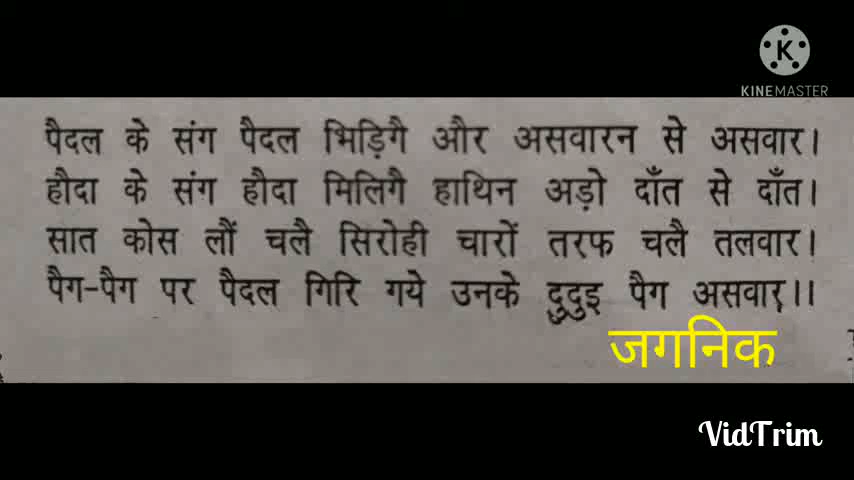 KINEMASTER
पैदल के संग पैदल भिड़िगै और असवारन से असवार।
हौदा के संग हौदा मिलिगै हाथिन अड़ो दाँत से दाँत।
सात कोस लौं चलै सिरोही चारों तरफ चलै तलवार।
पैग-पैग पर पैदल गिरि गये उनके दुदुइ पैग असवार।।
जगनिक
VidTrim